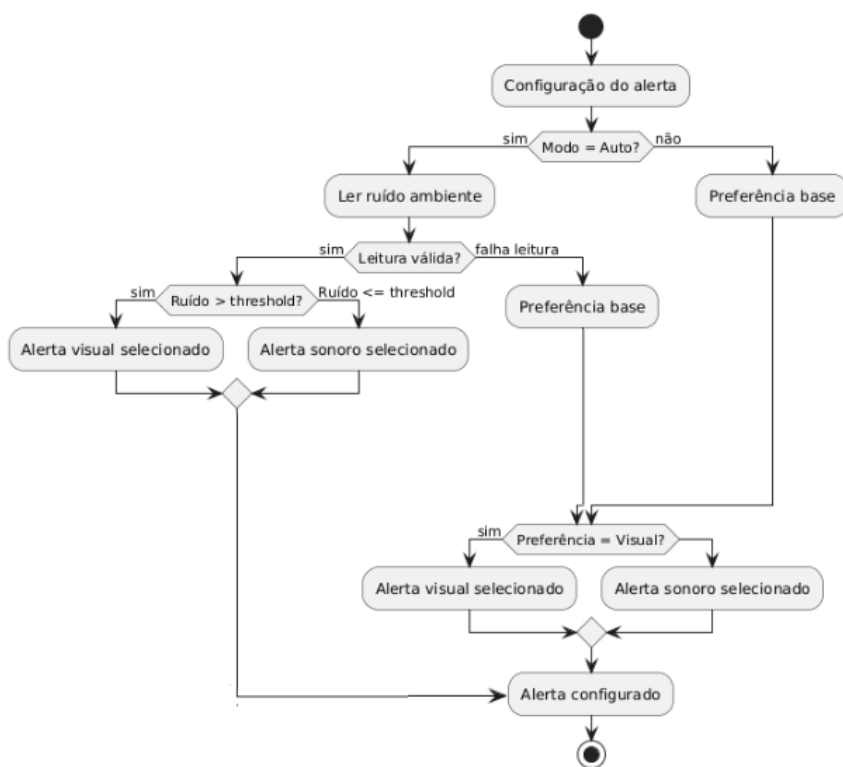 Configuração do alerta
sim
Modo = Auto?
não
Ler ruído ambiente
Preferência base
sim
Leitura válida?
falha leitura
sim
Ruído > threshold?
Ruído <= threshold
Preferência base
Alerta visual selecionado
Alerta sonoro selecionado
sim
Preferência = Visual?
Alerta visual selecionado
Alerta sonoro selecionado
Alerta configurado